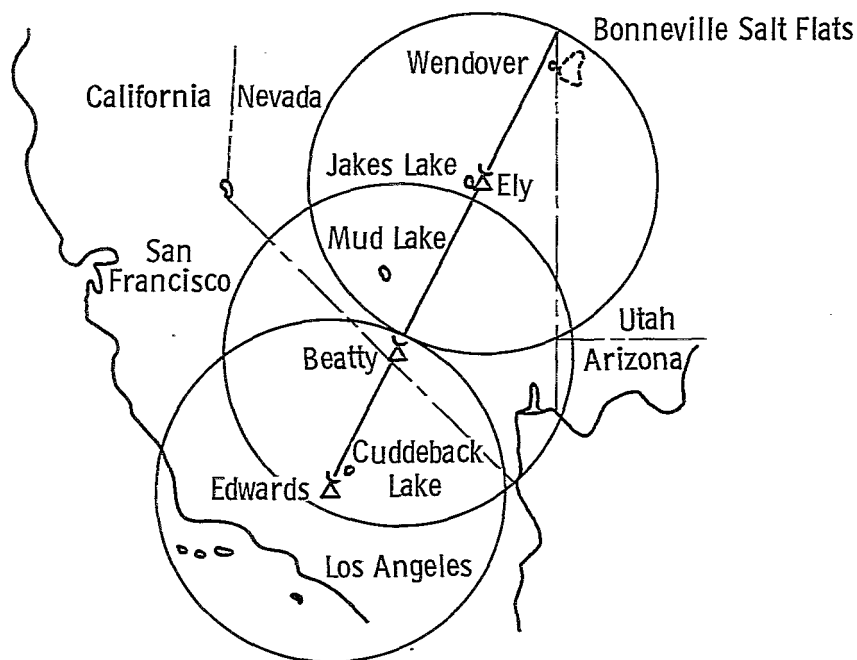 Bonneville Salt Flats
Wendover
California
Nevada
Jakes Lake
Ely
Mud Lake
San
Francisco
Utah
Arizona
Beatty
Cuddeback
Lake
Edwards
Los Angeles